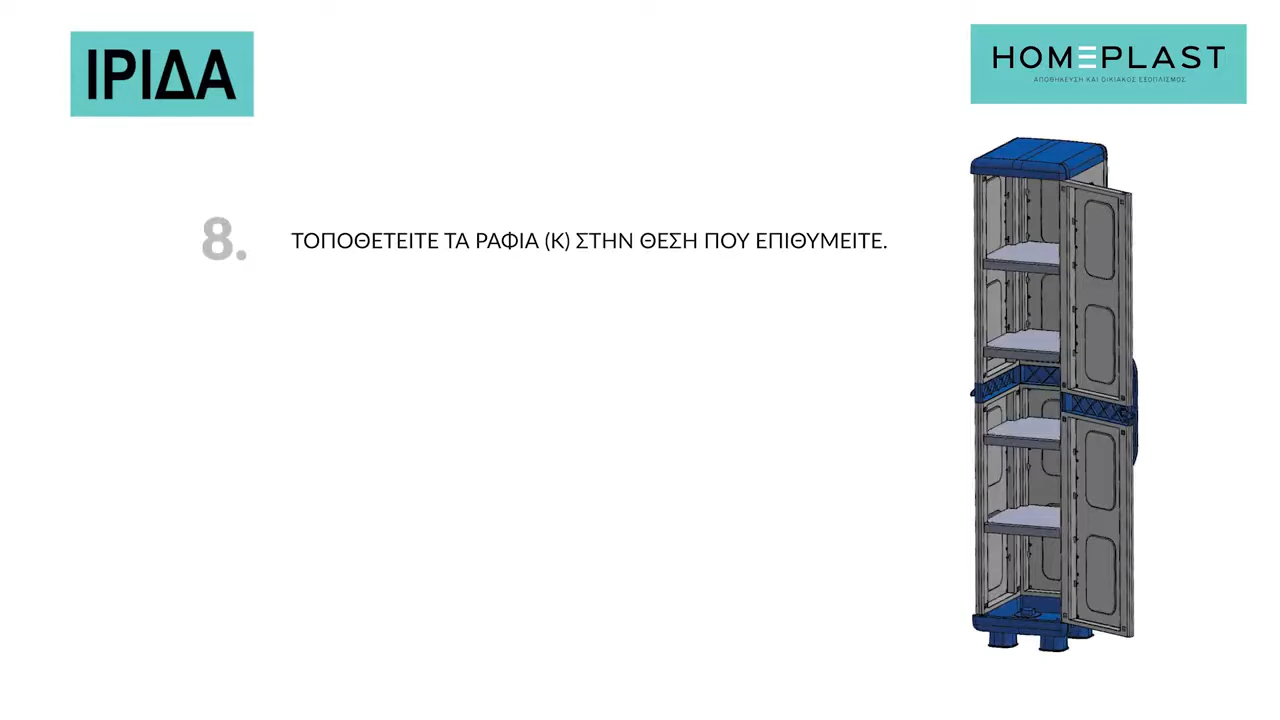 ΙΡΙΔΑ
HOMEPLAST
ΑΠΟΘΗΚΕΥΣΗ ΚΑΙ ΟΙΚΙΑΚΟΣ ΕΞΟΠΛΙΣΜΟΣ
8. ΤΟΠΟΘΕΤΕΙΤΕ ΤΑ ΡΑΦΙΑ (Κ) ΣΤΗΝ ΘΕΣΗ ΠΟΥ ΕΠΙΘΥΜΕΙΤΕ.